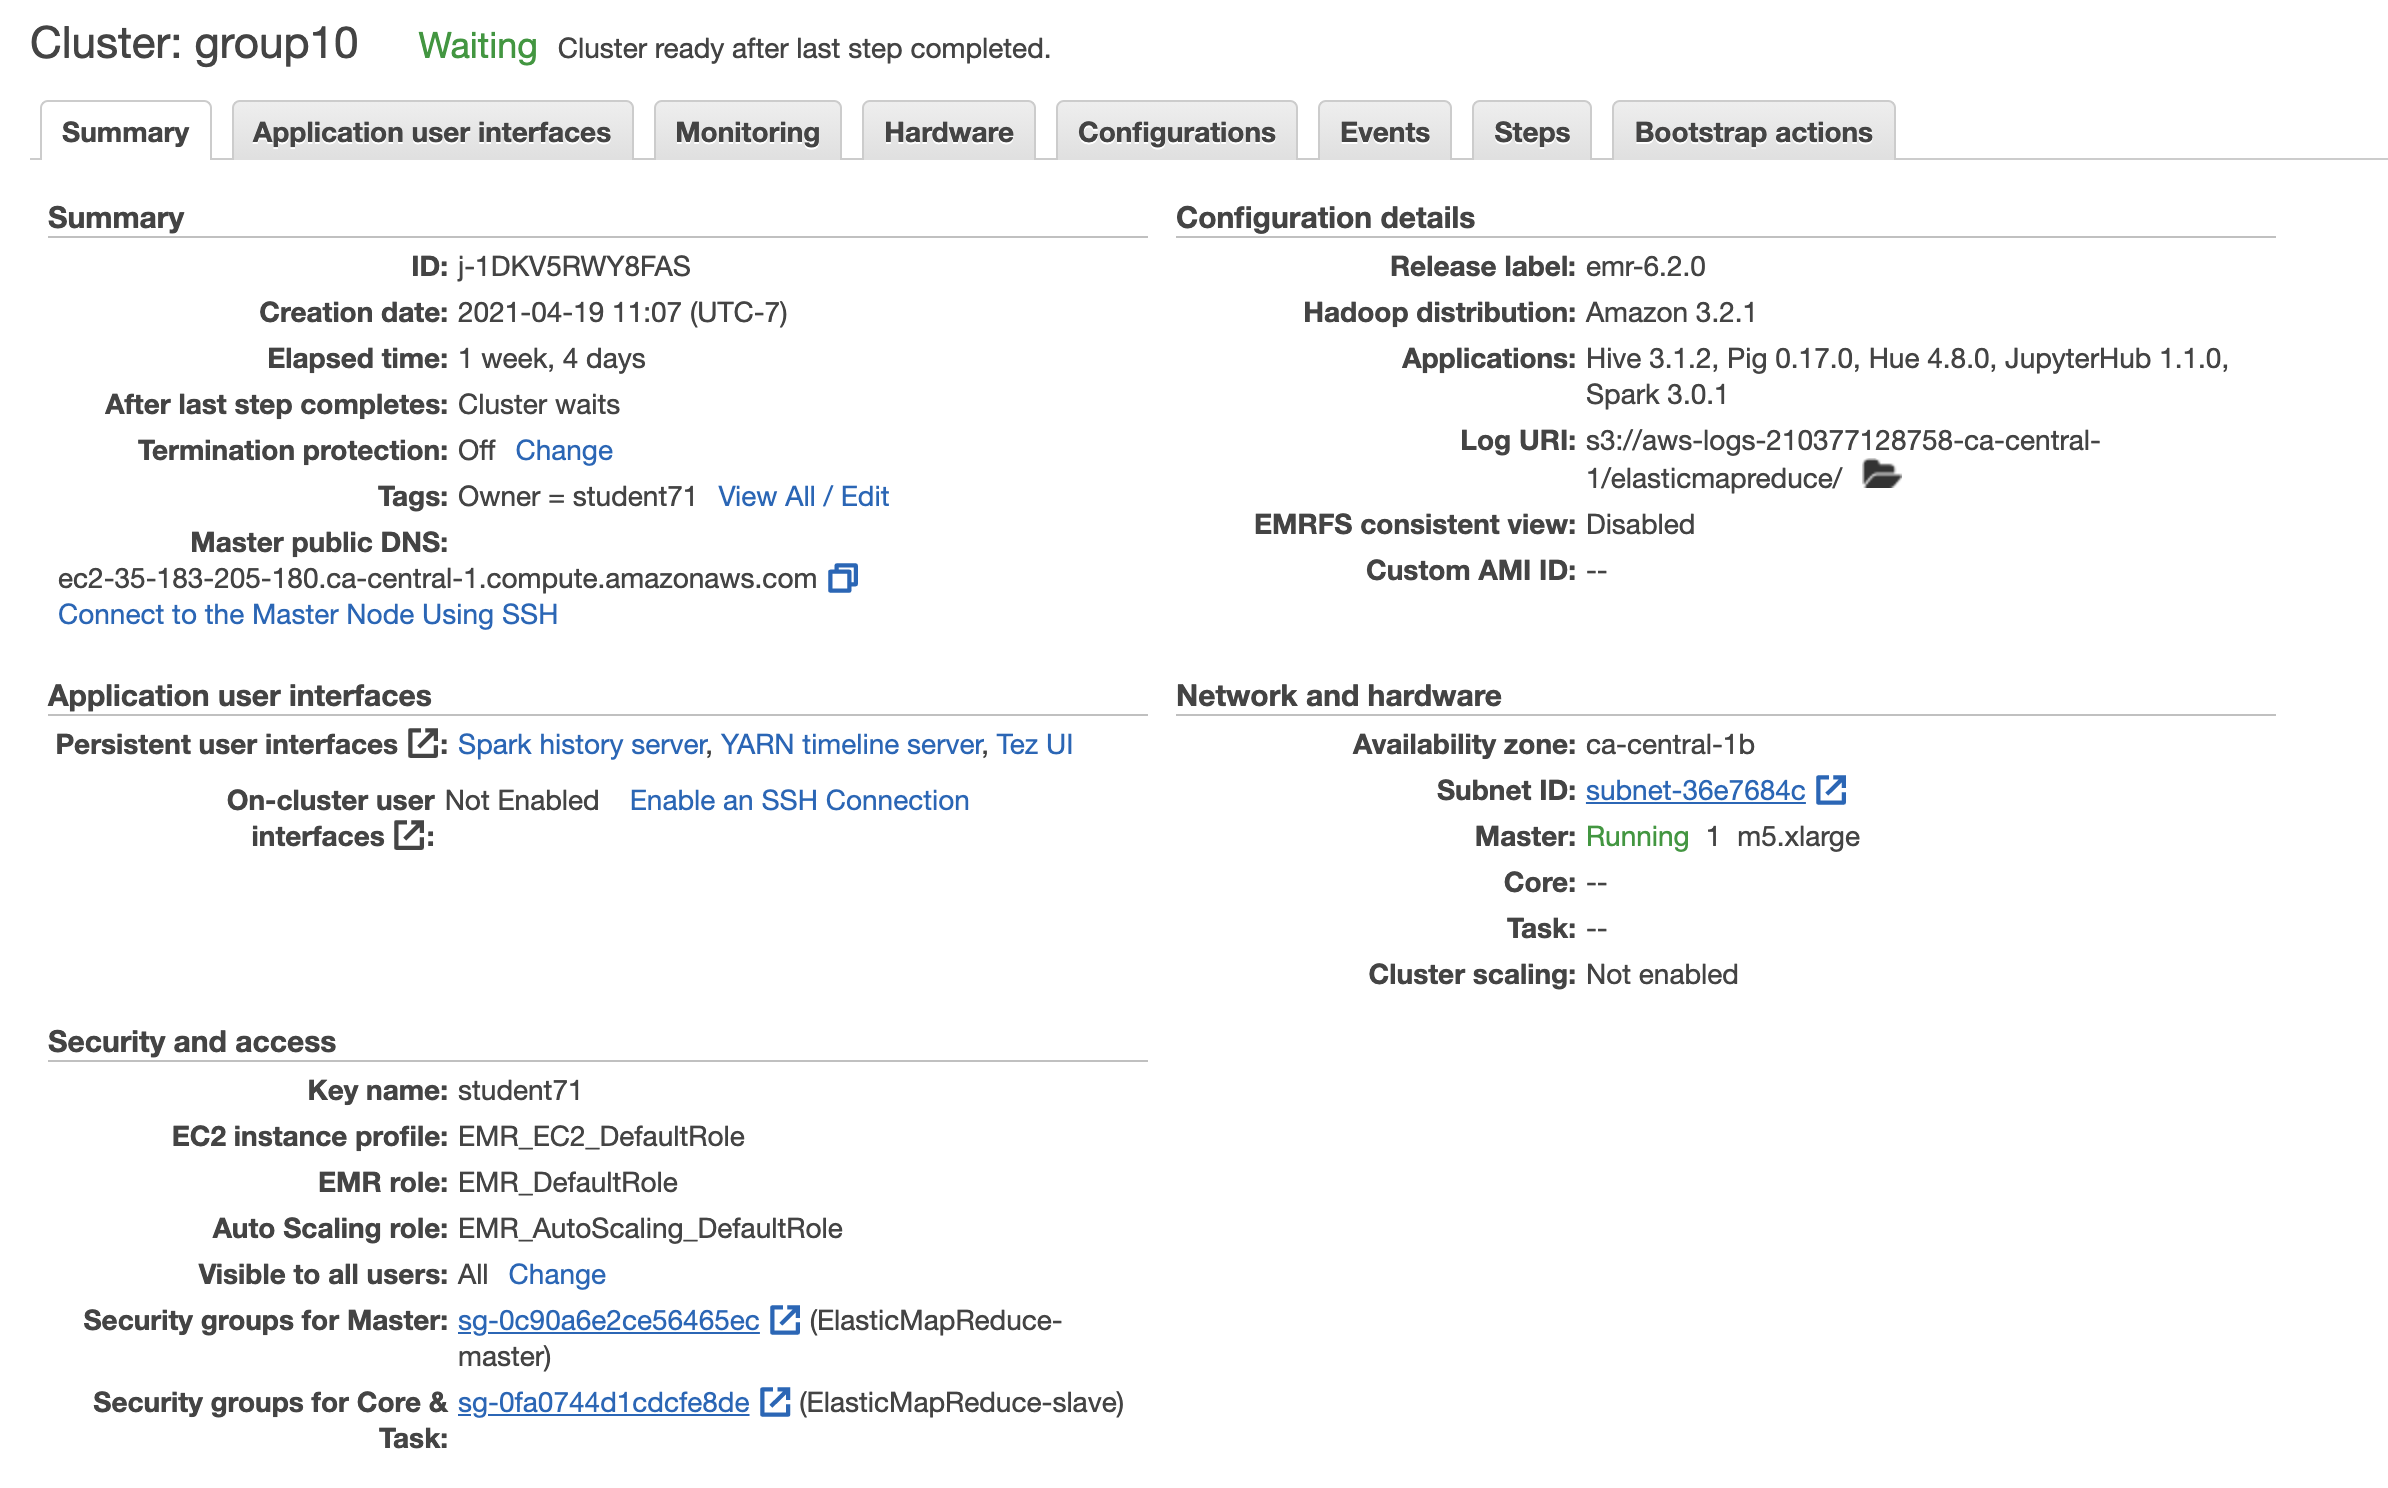 Cluster: group10 Waiting Cluster ready after last step completed.
Summary Application user interfaces Monitoring Hardware Configurations Events Steps Bootstrap actions
Summary
ID: j-1DKV5RWY8FAS
Creation date: 2021-04-19 11:07 (UTC-7)
Elapsed time: 1 week, 4 days
After last step completes: Cluster waits
Termination protection: Off Change
Tags: Owner = student71 View All / Edit
Master public DNS:
ec2-35-183-205-180.ca-central-1.compute.amazonaws.com
Connect to the Master Node Using SSH
Configuration details
Release label: emr-6.2.0
Hadoop distribution: Amazon 3.2.1
Applications: Hive 3.1.2, Pig 0.17.0, Hue 4.8.0, JupyterHub 1.1.0,
Spark 3.0.1
Log URI: s3://aws-logs-210377128758-ca-central-
1/elasticmapreduce/
EMRFS consistent view: Disabled
Custom AMI ID: --
Application user interfaces
Persistent user interfaces : Spark history server, YARN timeline server, Tez UI
On-cluster user Not Enabled Enable an SSH Connection
interfaces :
Network and hardware
Availability zone: ca-central-1b
Subnet ID: subnet-36e7684c
Master: Running 1 m5.xlarge
Core: --
Task: --
Cluster scaling: Not enabled
Security and access
Key name: student71
EC2 instance profile: EMR_EC2_DefaultRole
EMR role: EMR_DefaultRole
Auto Scaling role: EMR_AutoScaling_DefaultRole
Visible to all users: All Change
Security groups for Master: sg-0c90a6e2ce56465ec (ElasticMapReduce-
master)
Security groups for Core & sg-0fa0744d1cdcfe8de (ElasticMapReduce-slave)
Task: